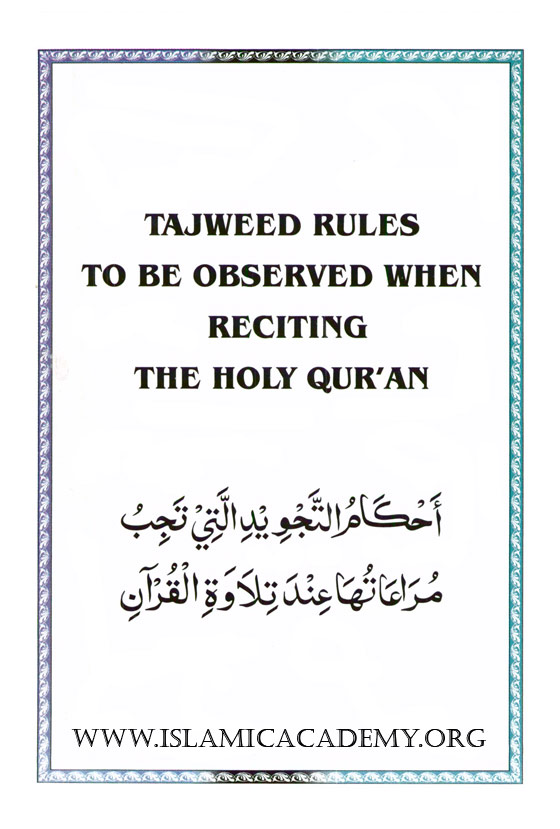 TAJWEED RULES
TO BE OBSERVED WHEN
RECITING
THE HOLY QUR'AN
أَحْكَامُ التَّجْوِيْدِ الَّتِيْ تَجِبُ
مُرَاعَاتُهَا عِنْدَ تِلَاوَةِ الْقُرْآنِ
WWW.ISLAMICACADEMY.ORG